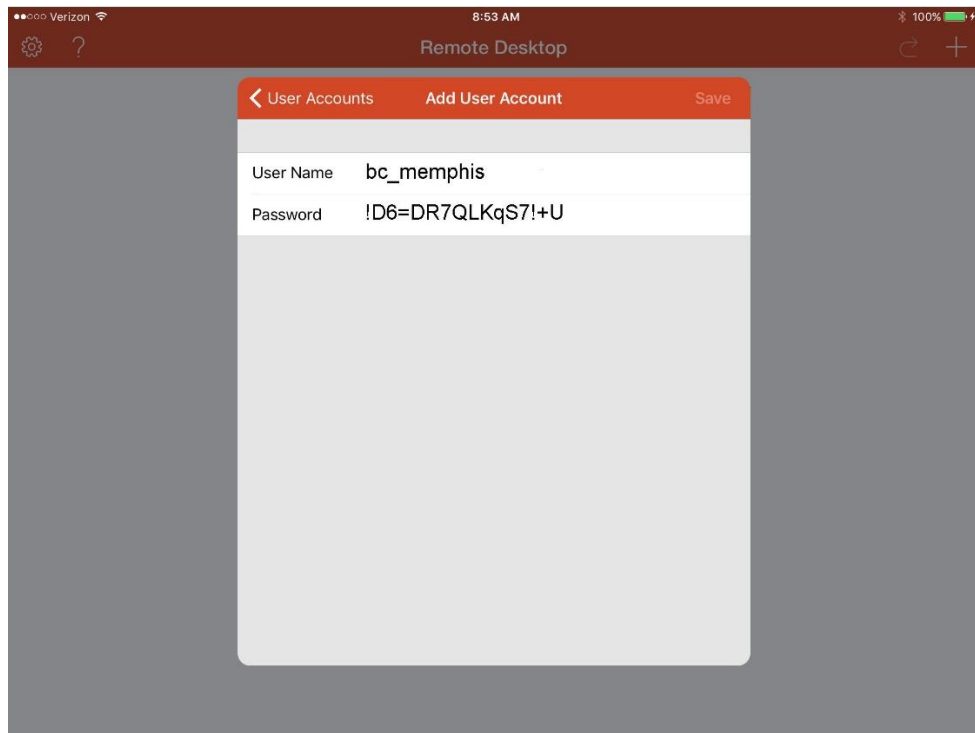 Verizon 8:53 AM 100%
? Remote Desktop
User Accounts Add User Account Save
User Name bc_memphis
Password !D6=DR7QLKqS7!+U